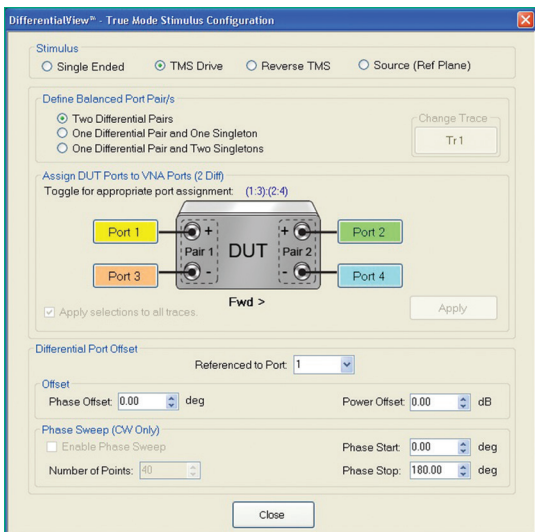 DifferentialView™ - True Mode Stimulus Configuration
Stimulus
Single Ended TMS Drive Reverse TMS Source (Ref Plane)
Define Balanced Port Pair/s
Two Differential Pairs
One Differential Pair and One Singleton
One Differential Pair and Two Singletons
Change Trace
Tr1
Assign DUT Ports to VNA Ports (2 Diff)
Toggle for appropriate port assignment: (1:3):(2:4)
Port 1 + + Port 2
Pair 1 DUT Pair 2
Port 3 - - Port 4
Fwd >
Apply selections to all traces. Apply
Differential Port Offset
Referenced to Port: 1
Offset
Phase Offset: 0.00 deg Power Offset: 0.00 dB
Phase Sweep (CW Only)
Enable Phase Sweep Phase Start: 0.00 deg
Number of Points: 40 Phase Stop: 180.00 deg
Close